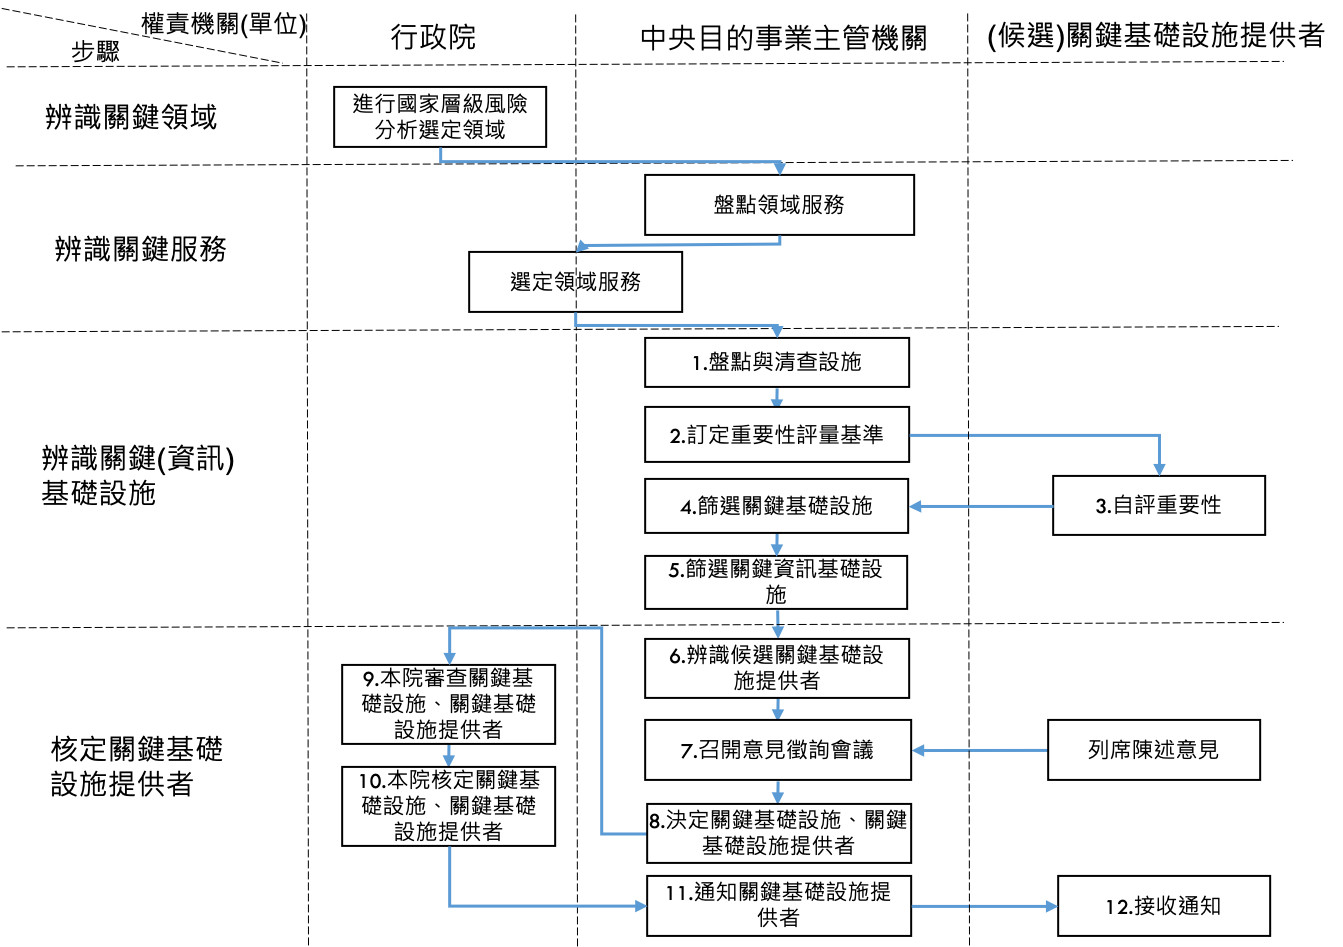 權責機關(單位)
步驟
行政院
中央目的事業主管機關
(候選)關鍵基礎設施提供者
辨識關鍵領域
進行國家層級風險
分析選定領域
辨識關鍵服務
盤點領域服務
選定領域服務
辨識關鍵(資訊)
基礎設施
1.盤點與清查設施
2.訂定重要性評量基準
3.自評重要性
4.篩選關鍵基礎設施
5.篩選關鍵資訊基礎設
施
核定關鍵基礎
設施提供者
6.辨識候選關鍵基礎設
施提供者
7.召開意見徵詢會議
列席陳述意見
8.決定關鍵基礎設施、關鍵
基礎設施提供者
9.本院審查關鍵基
礎設施、關鍵基礎
設施提供者
10.本院核定關鍵基
礎設施、關鍵基礎
設施提供者
11.通知關鍵基礎設施提
供者
12.接收通知